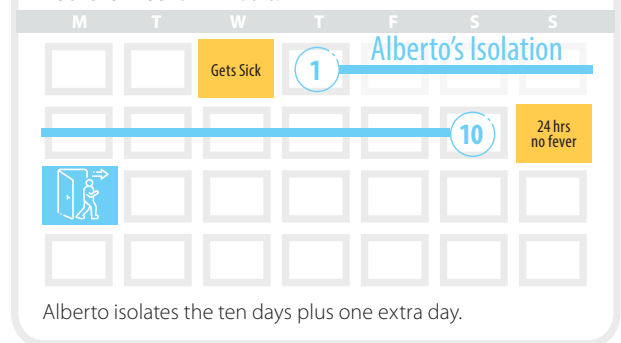 M T W T F S S
Alberto's Isolation
Gets Sick
1
10
24 hrs
no fever
Alberto isolates the ten days plus one extra day.